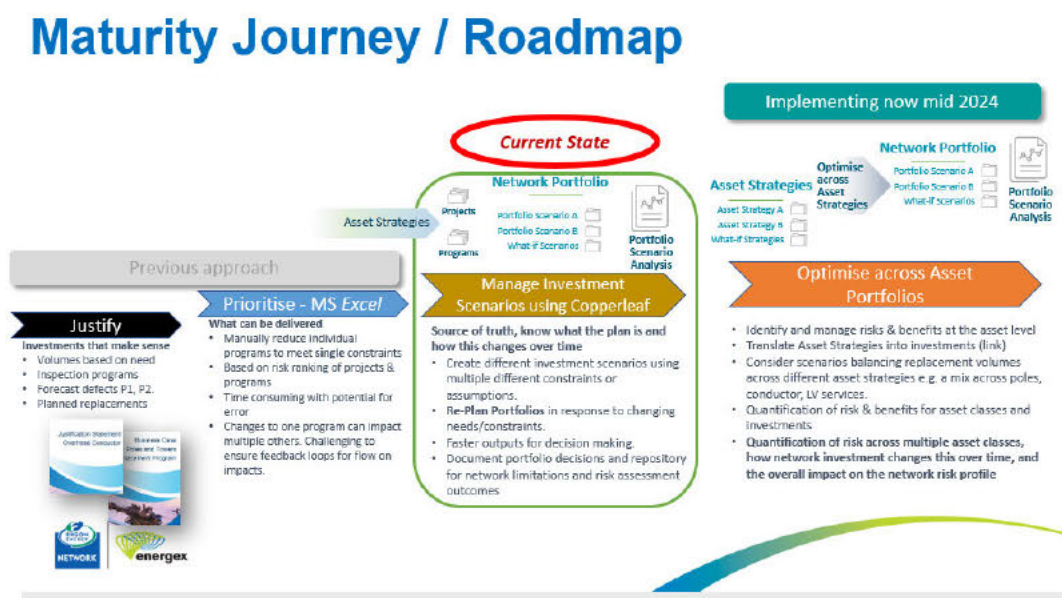 Maturity Journey / Roadmap
Implementing now mid 2024
Current State
Network Portfolio
Projects
Programs
Portfolio Scenario A
Portfolio Scenario B
What-if Scenarios
Portfolio
Scenario
Analysis
Asset Strategies
Asset Strategies
Asset Strategy A
Asset Strategy B
What-if Strategies
Optimise
across
Asset
Strategies
Network Portfolio
Portfolio Scenario A
Portfolio Scenario B
What-if Scenarios
Portfolio
Scenario
Analysis
Previous approach
Justify
Investments that make sense
• Volumes based on need
• Inspection programs
• Forecast defects P1, P2.
• Planned replacements
Justification Statement
Overhead Conductor
Business Case
Poles and Towers
Program
NETWORK
energex
Prioritise - MS Excel
What can be delivered
• Manually reduce individual
programs to meet single constraints
• Based on risk ranking of projects &
programs
• Time consuming with potential for
error
• Changes to one program can impact
multiple others. Challenging to
ensure feedback loops for flow on
impacts.
Manage Investment
Scenarios using Copperleaf
Source of truth, know what the plan is and
how this changes over time
• Create different investment scenarios using
multiple different constraints or
assumptions.
• Re-Plan Portfolios in response to changing
needs/constraints.
• Faster outputs for decision making.
• Document portfolio decisions and repository
for network limitations and risk assessment
outcomes
Optimise across Asset
Portfolios
• Identify and manage risks & benefits at the asset level
• Translate Asset Strategies into investments (link)
• Consider scenarios balancing replacement volumes
across different asset strategies e.g. a mix across poles,
conductor, LV services.
• Quantification of risk & benefits for asset classes and
investments
• Quantification of risk across multiple asset classes,
how network investment changes this over time, and
the overall impact on the network risk profile